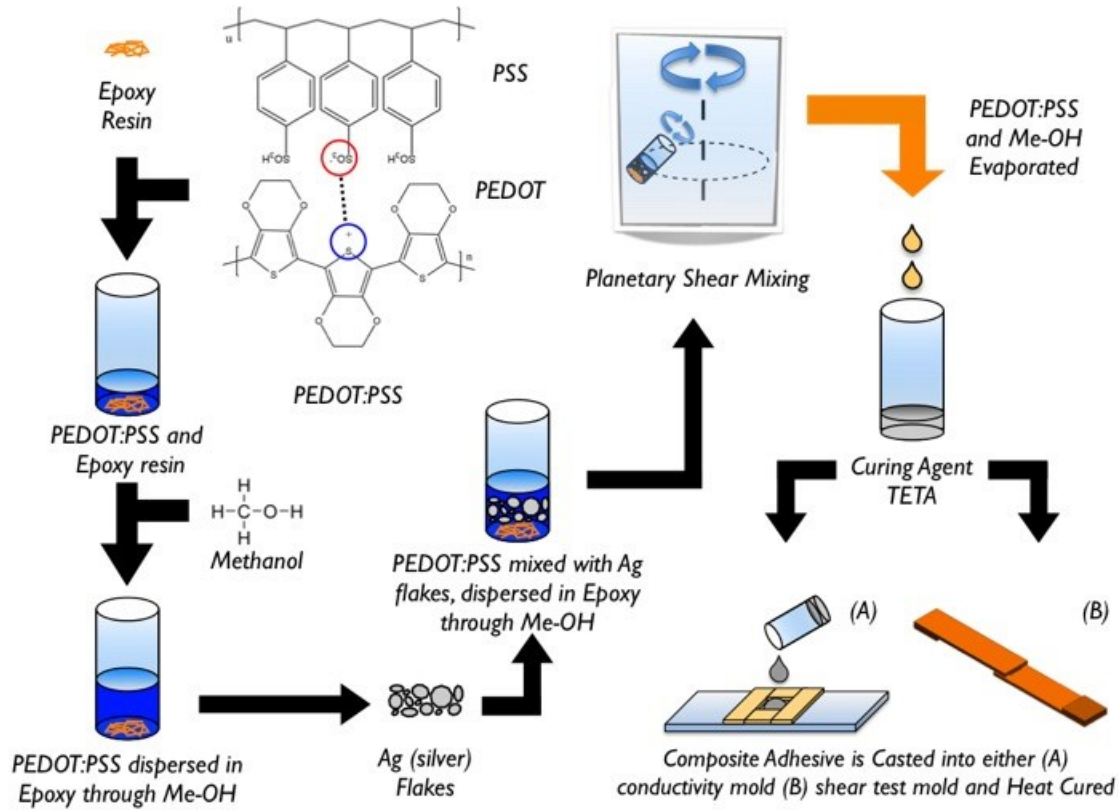 Epoxy
Resin
u
PSS
HƐOS
-ƐOS
HƐOS
PEDOT
O
O
O
O
+
S
S
S
n
O
O
PEDOT:PSS
PEDOT:PSS and
Epoxy resin
H
H–C–O–H
H
Methanol
PEDOT:PSS dispersed in
Epoxy through Me-OH
Ag (silver)
Flakes
PEDOT:PSS mixed with Ag
flakes, dispersed in Epoxy
through Me-OH
Planetary Shear Mixing
PEDOT:PSS
and Me-OH
Evaporated
Curing Agent
TETA
(A)
(B)
Composite Adhesive is Casted into either (A)
conductivity mold (B) shear test mold and Heat Cured